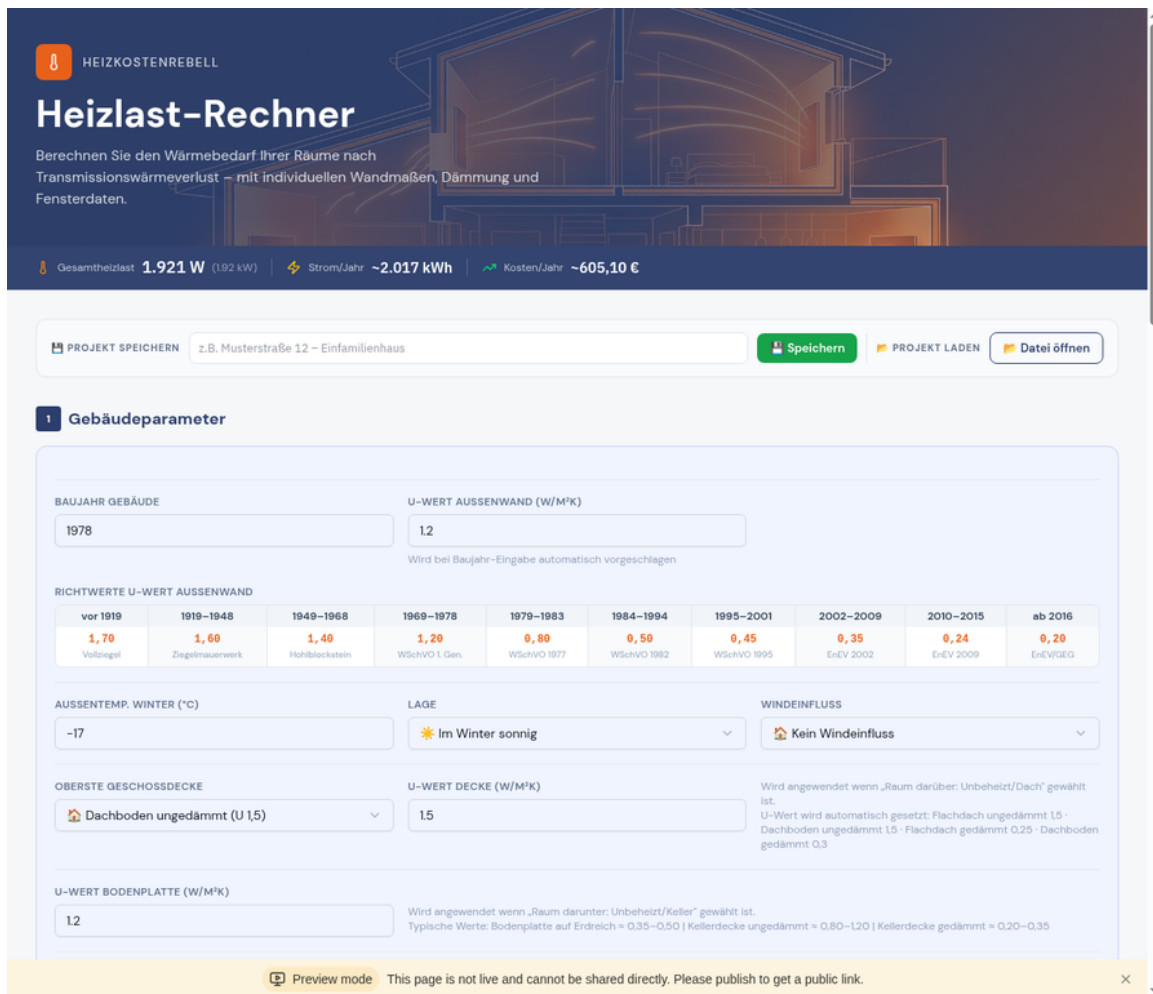 HEIZKOSTENREBELL
Heizlast-Rechner
Berechnen Sie den Wärmebedarf Ihrer Räume nach
Transmissionswärmeverlust – mit individuellen Wandmaßen, Dämmung und
Fensterdaten.
Gesamtheizlast 1.921 W (1.92 kW) Strom/Jahr ~2.017 kWh Kosten/Jahr ~605,10 €
PROJEKT SPEICHERN z.B. Musterstraße 12 – Einfamilienhaus Speichern PROJEKT LADEN Datei öffnen
1 Gebäudeparameter
BAUJAHR GEBÄUDE U-WERT AUSSENWAND (W/M²K)
1978 1.2
Wird bei Baujahr-Eingabe automatisch vorgeschlagen
RICHTWERTE U-WERT AUSSENWAND
vor 1919 1919–1948 1949–1968 1969–1978 1979–1983 1984–1994 1995–2001 2002–2009 2010–2015 ab 2016
1,70 1,60 1,40 1,20 0,80 0,50 0,45 0,35 0,24 0,20
Vollziegel Ziegelmauerwerk Hohlblockstein WSchVO 1. Gen. WSchVO 1977 WSchVO 1982 WSchVO 1995 EnEV 2002 EnEV 2009 EnEV/GEG
AUSSENTEMP. WINTER (°C) LAGE WINDEINFLUSS
-17 Im Winter sonnig Kein Windeinfluss
OBERSTE GESCHOSSDECKE U-WERT DECKE (W/M²K)
Dachboden ungedämmt (U 1,5) 1.5
Wird angewendet wenn „Raum darüber: Unbeheizt/Dach" gewählt
ist.
U-Wert wird automatisch gesetzt: Flachdach ungedämmt 1,5 ·
Dachboden ungedämmt 1,5 · Flachdach gedämmt 0,25 · Dachboden
gedämmt 0,3
U-WERT BODENPLATTE (W/M²K)
1.2
Wird angewendet wenn „Raum darunter: Unbeheizt/Keller" gewählt ist.
Typische Werte: Bodenplatte auf Erdreich ≈ 0,35–0,50 | Kellerdecke ungedämmt ≈ 0,80–1,20 | Kellerdecke gedämmt ≈ 0,20–0,35
Preview mode This page is not live and cannot be shared directly. Please publish to get a public link.